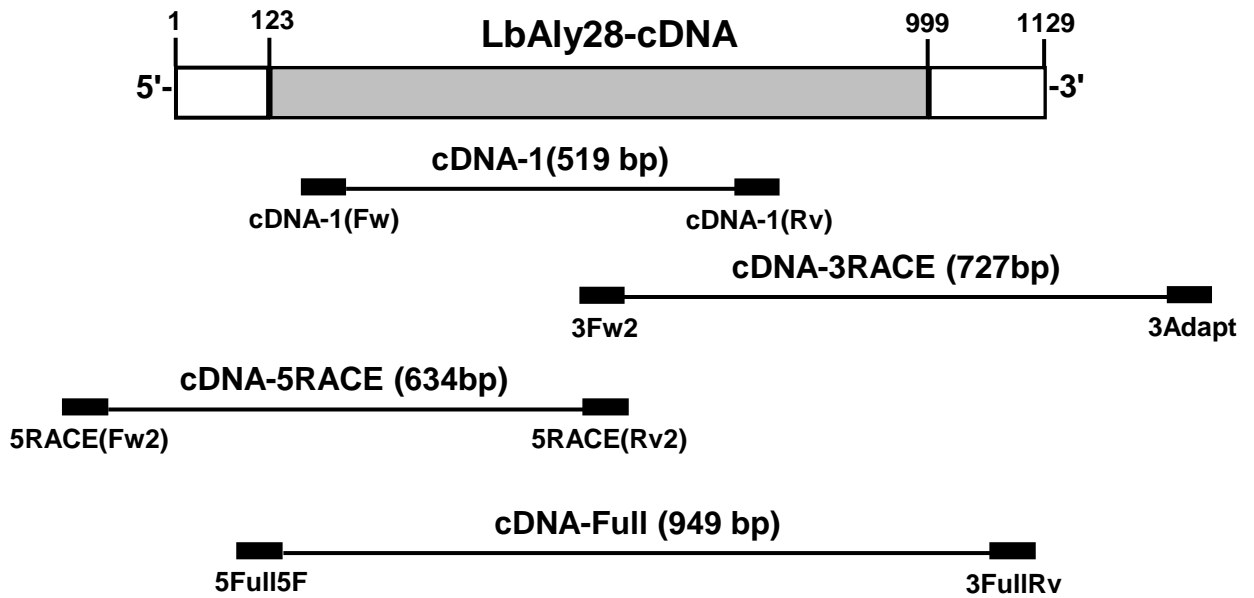 1 123 LbAly28-cDNA 999 1129
5'- -3'
cDNA-1(519 bp)
cDNA-1(Fw) cDNA-1(Rv)
cDNA-3RACE (727bp)
3Fw2 3Adapt
cDNA-5RACE (634bp)
5RACE(Fw2) 5RACE(Rv2)
cDNA-Full (949 bp)
5Full5F 3FullRv